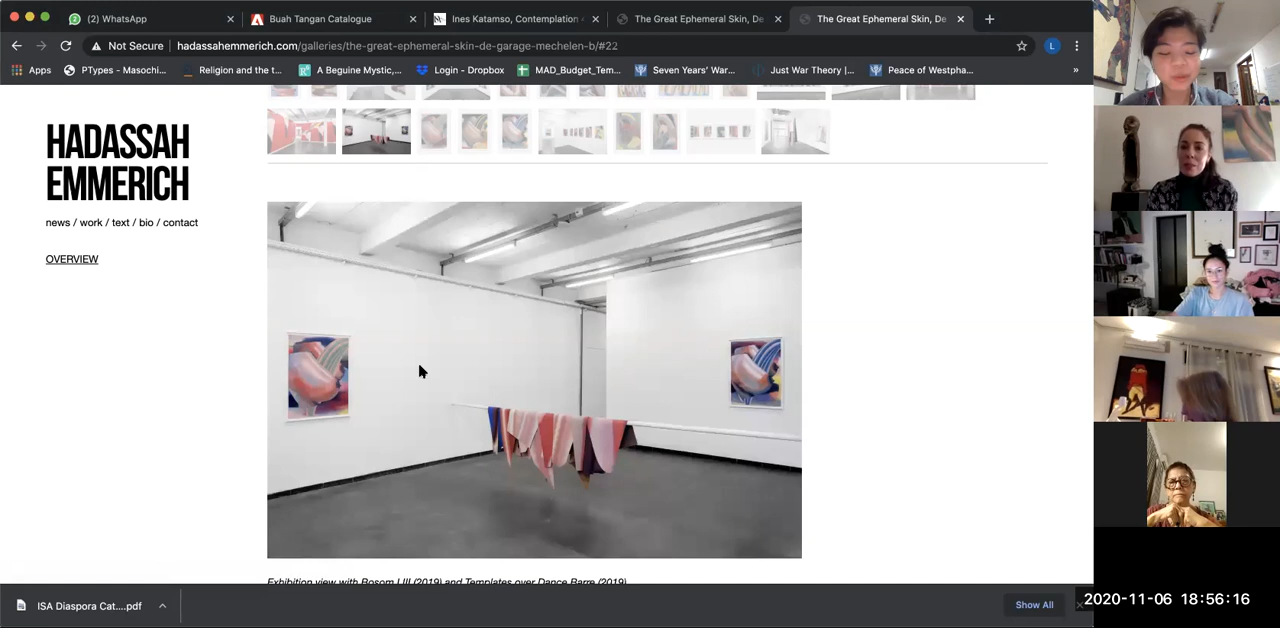 (2) WhatsApp
Buah Tangan Catalogue
Ines Katamso, Contemplation
The Great Ephemeral Skin, De
The Great Ephemeral Skin, De
Not Secure
hadassahemmerich.com/galleries/the-great-ephemeral-skin-de-garage-mechelen-b/#22
L
Apps
PTypes - Masochi...
Religion and the t...
A Beguine Mystic,...
Login - Dropbox
MAD_Budget_Tem...
Seven Years' War...
Just War Theory |...
Peace of Westpha...
»
HADASSAH
EMMERICH
news / work / text / bio / contact
OVERVIEW
Exhibition view with Bosom I,III (2019) and Templates over Dance Barre (2019)
ISA Diaspora Cat....pdf
Show All
2020-11-06 18:56:16